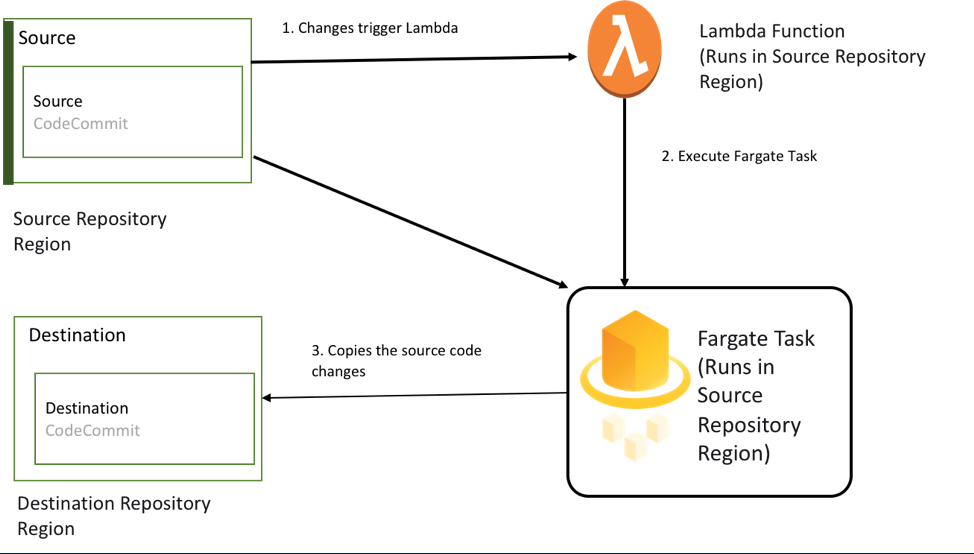 Source
Source
CodeCommit
Source Repository
Region
1. Changes trigger Lambda
Lambda Function
(Runs in Source Repository
Region)
2. Execute Fargate Task
Fargate Task
(Runs in
Source
Repository
Region)
3. Copies the source code
changes
Destination
Destination
CodeCommit
Destination Repository
Region